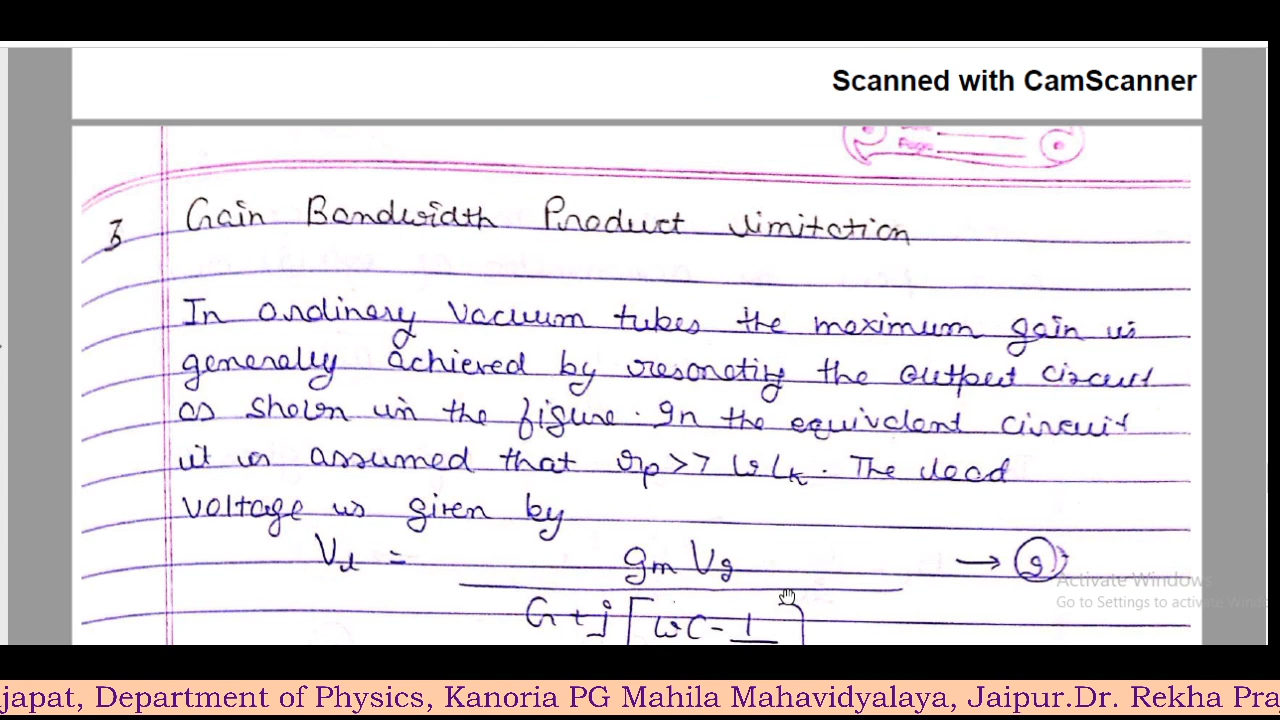 Scanned with CamScanner
Page
3 Gain Bandwidth Product Limitation
In ordinary vacuum tubes the maximum gain is
generally achieved by resonating the output circuit
as shown in the figure. In the equivalent circuit
it is assumed that rp >> ωLk. The load
voltage is given by
Vl = gm Vg → 9
G + j [ωC - 1
Activate Windows
Go to Settings to activate Windo
japat, Department of Physics, Kanoria PG Mahila Mahavidyalaya, Jaipur.Dr. Rekha Pra